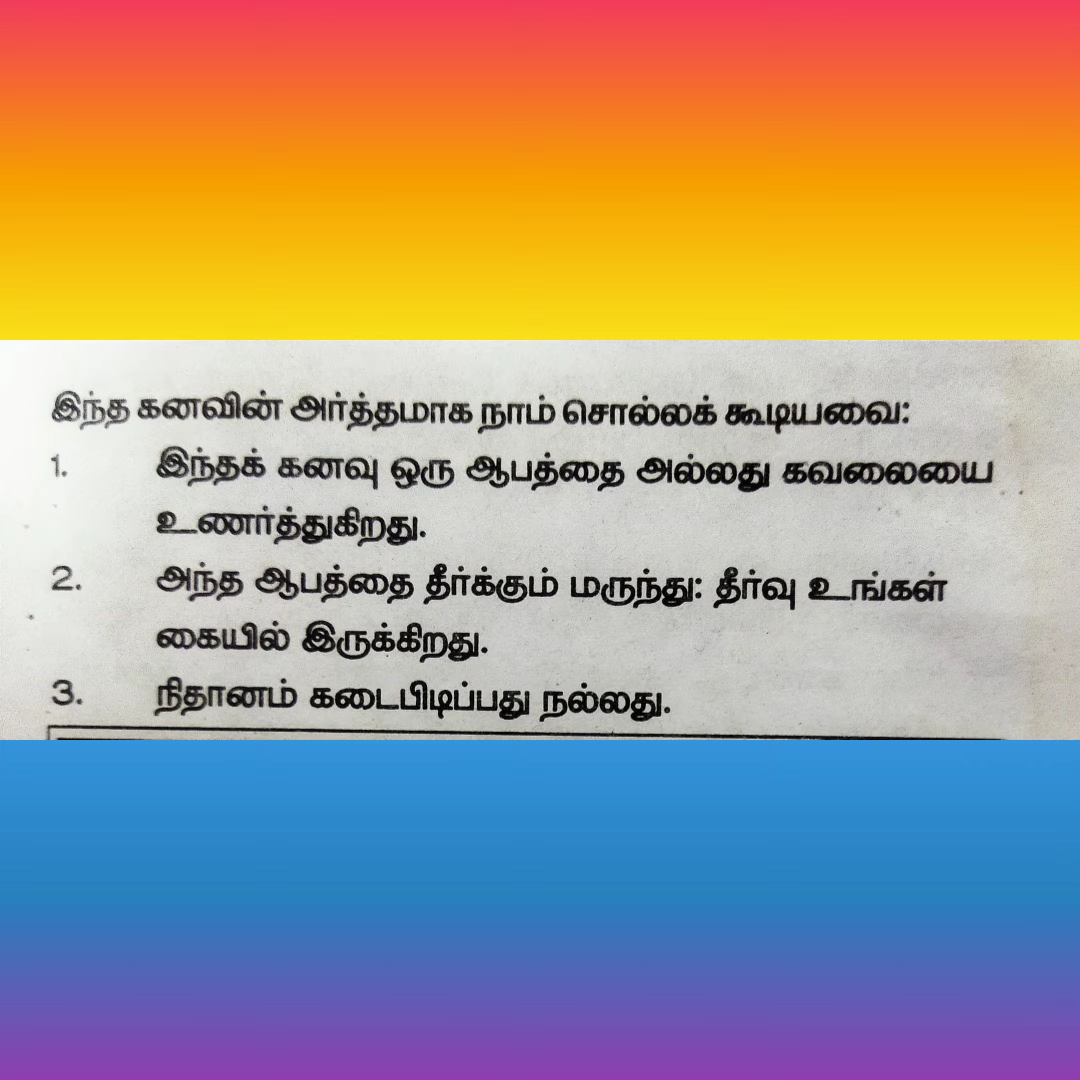 இந்த கனவின் அர்த்தமாக நாம் சொல்லக் கூடியவை:
1. இந்தக் கனவு ஒரு ஆபத்தை அல்லது கவலையை
உணர்த்துகிறது.
2. அந்த ஆபத்தை தீர்க்கும் மருந்து: தீர்வு உங்கள்
கையில் இருக்கிறது.
3. நிதானம் கடைபிடிப்பது நல்லது.